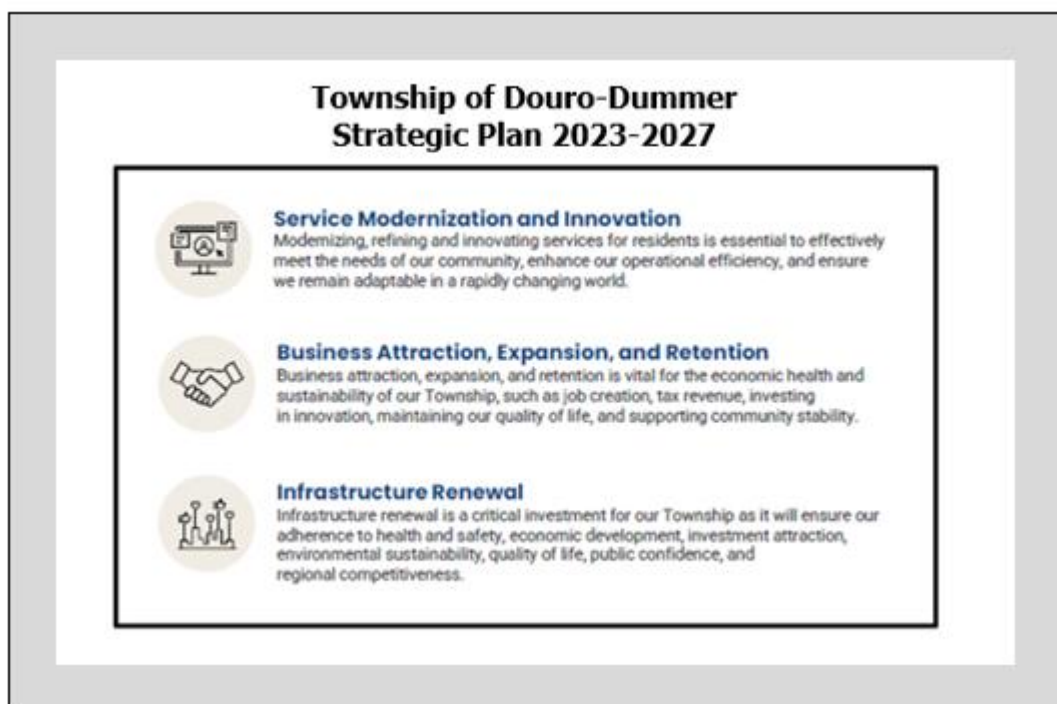 Township of Douro-Dummer
Strategic Plan 2023-2027
Service Modernization and Innovation
Modernizing, refining and innovating services for residents is essential to effectively
meet the needs of our community, enhance our operational efficiency, and ensure
we remain adaptable in a rapidly changing world.
Business Attraction, Expansion, and Retention
Business attraction, expansion, and retention is vital for the economic health and
sustainability of our Township, such as job creation, tax revenue, investing
in innovation, maintaining our quality of life, and supporting community stability.
Infrastructure Renewal
Infrastructure renewal is a critical investment for our Township as it will ensure our
adherence to health and safety, economic development, investment attraction,
environmental sustainability, quality of life, public confidence, and
regional competitiveness.